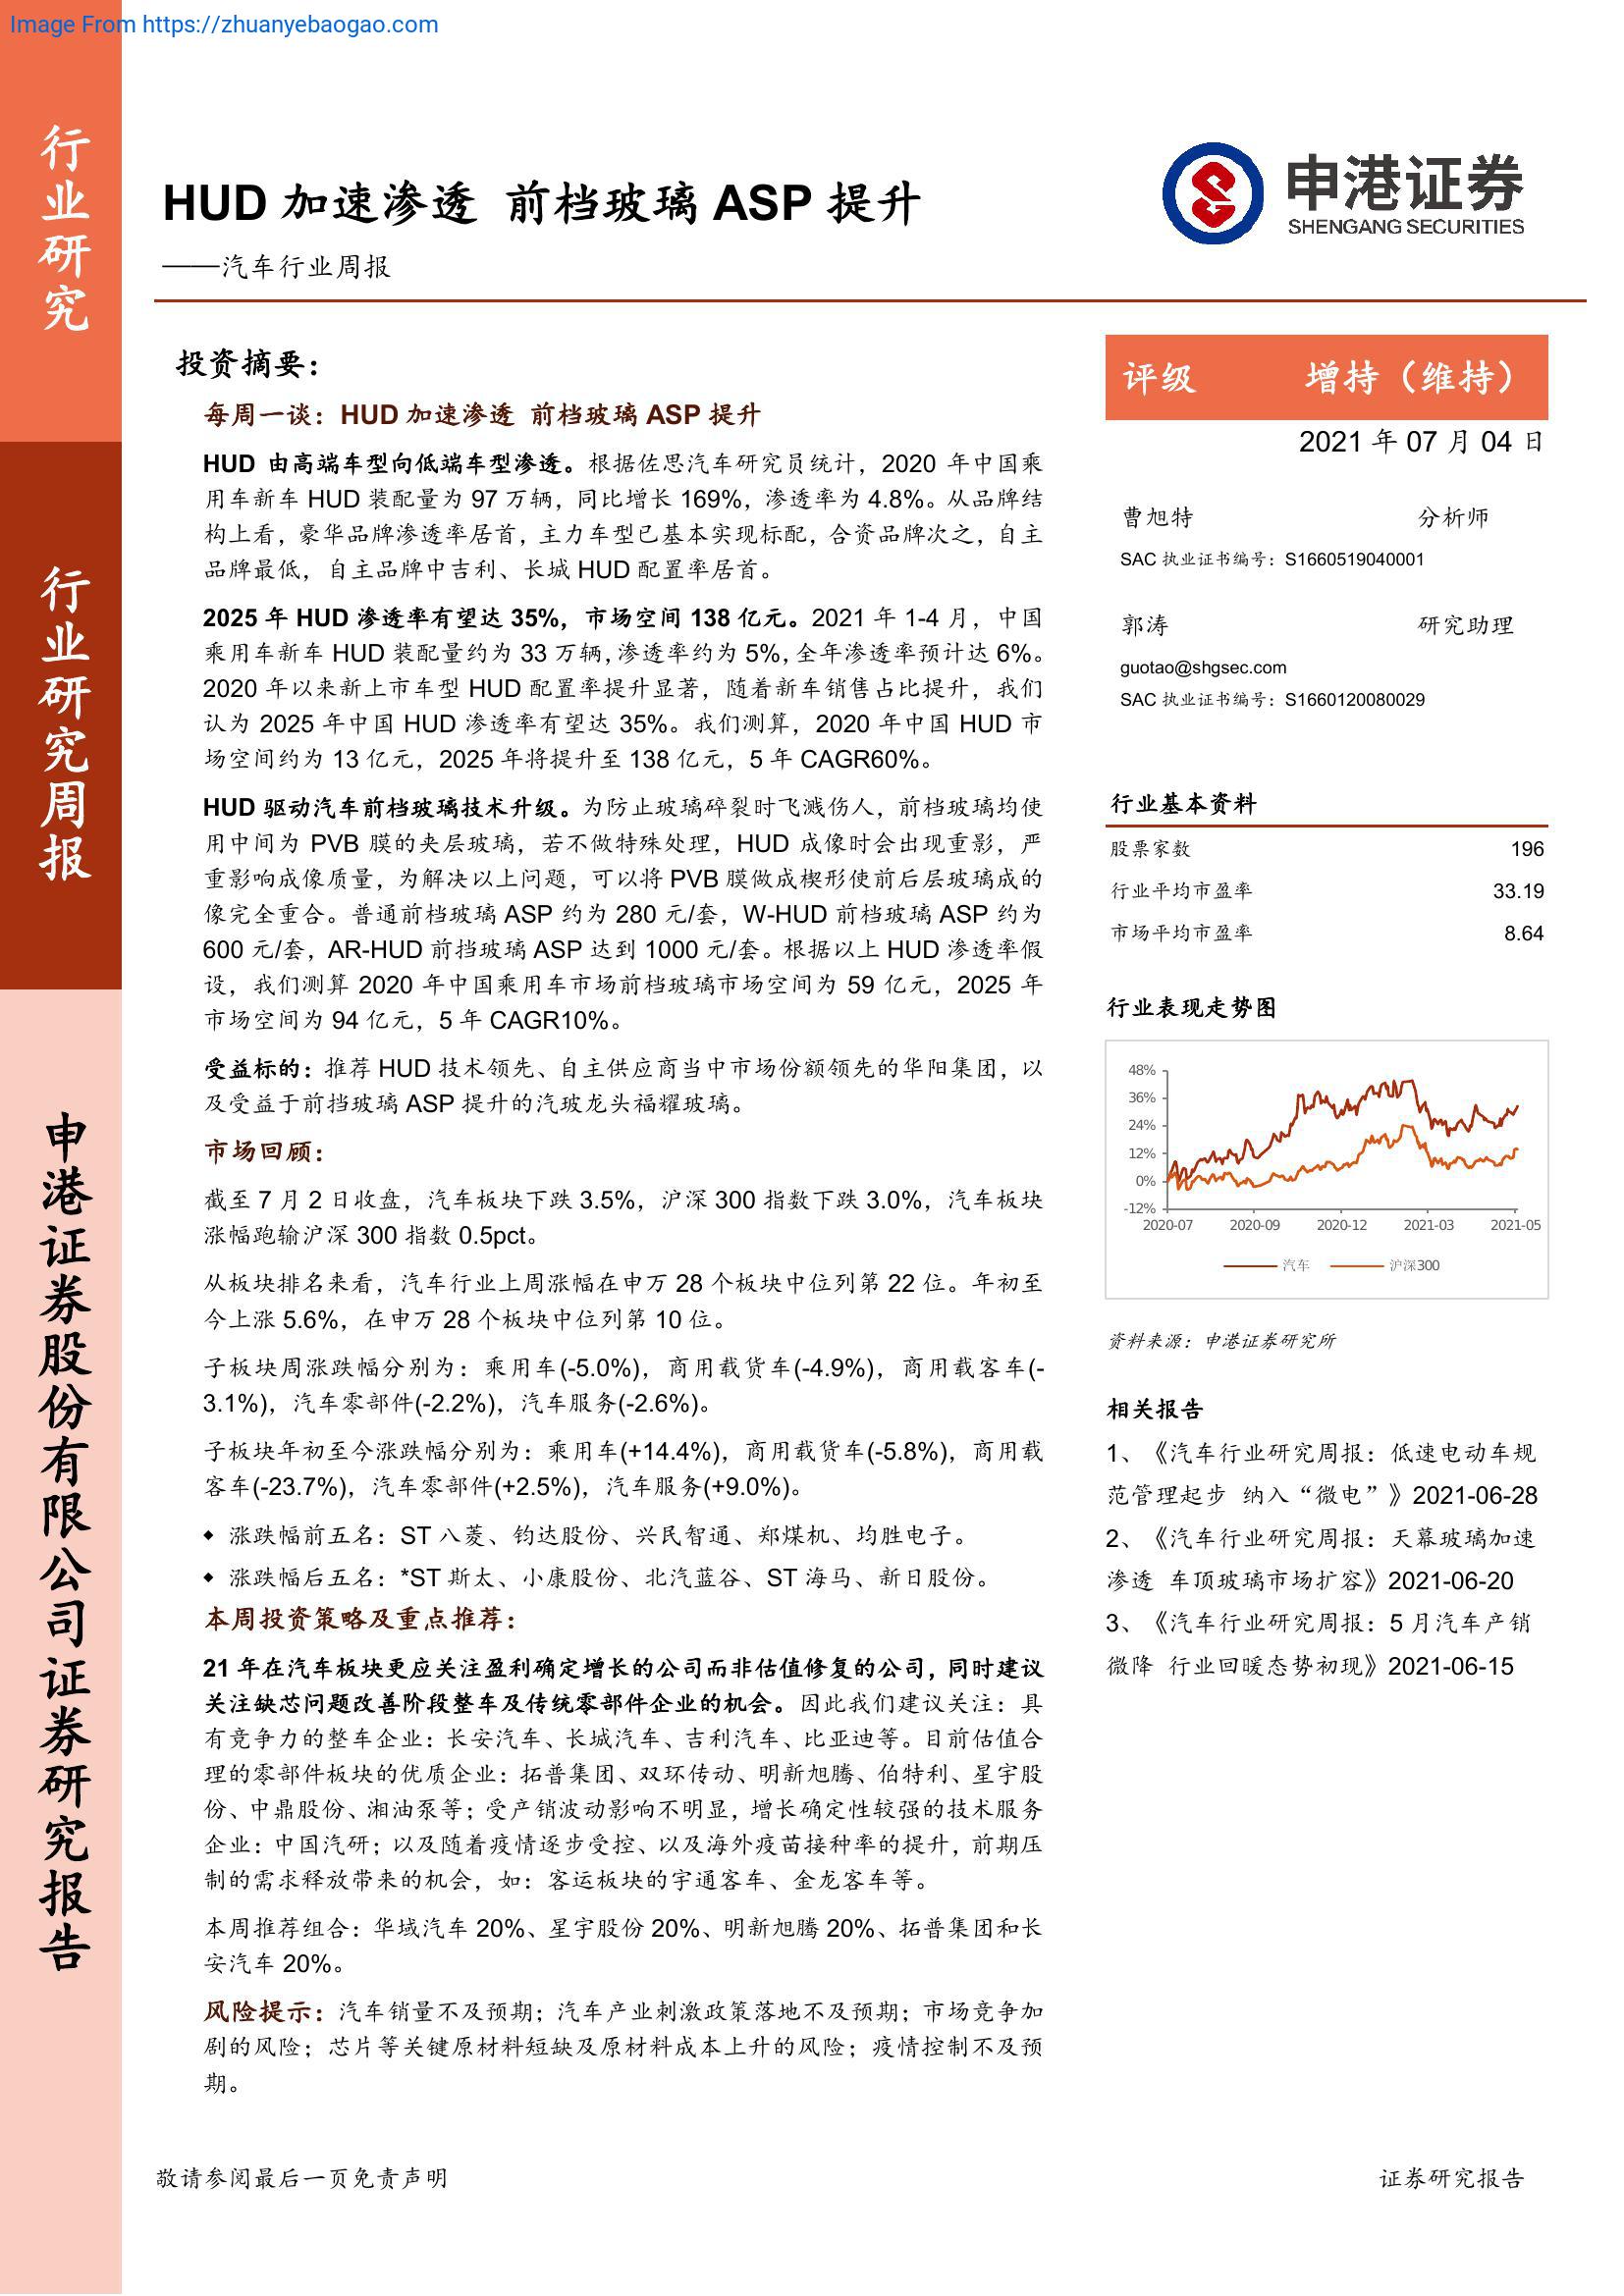 Image From https://zhuanyebaogao.com
行业研究
行业研究周报
申港证券股份有限公司证券研究报告
HUD 加速渗透 前档玻璃 ASP 提升
——汽车行业周报
申港证券
SHENGANG SECURITIES
投资摘要：
每周一谈：HUD 加速渗透 前档玻璃 ASP 提升
HUD 由高端车型向低端车型渗透。根据佐思汽车研究员统计，2020 年中国乘
用车新车 HUD 装配量为 97 万辆，同比增长 169%，渗透率为 4.8%。从品牌结
构上看，豪华品牌渗透率居首，主力车型已基本实现标配，合资品牌次之，自主
品牌最低，自主品牌中吉利、长城 HUD 配置率居首。
2025 年 HUD 渗透率有望达 35%，市场空间 138 亿元。2021 年 1-4 月，中国
乘用车新车 HUD 装配量约为 33 万辆，渗透率约为 5%，全年渗透率预计达 6%。
2020 年以来新上市车型 HUD 配置率提升显著，随着新车销售占比提升，我们
认为 2025 年中国 HUD 渗透率有望达 35%。我们测算，2020 年中国 HUD 市
场空间约为 13 亿元，2025 年将提升至 138 亿元，5 年 CAGR60%。
HUD 驱动汽车前档玻璃技术升级。为防止玻璃碎裂时飞溅伤人，前档玻璃均使
用中间为 PVB 膜的夹层玻璃，若不做特殊处理，HUD 成像时会出现重影，严
重影响成像质量，为解决以上问题，可以将 PVB 膜做成楔形使前后层玻璃成的
像完全重合。普通前档玻璃 ASP 约为 280 元/套，W-HUD 前档玻璃 ASP 约为
600 元/套，AR-HUD 前挡玻璃 ASP 达到 1000 元/套。根据以上 HUD 渗透率假
设，我们测算 2020 年中国乘用车市场前档玻璃市场空间为 59 亿元，2025 年
市场空间为 94 亿元，5 年 CAGR10%。
受益标的：推荐 HUD 技术领先、自主供应商当中市场份额领先的华阳集团，以
及受益于前挡玻璃 ASP 提升的汽玻龙头福耀玻璃。
市场回顾：
截至 7 月 2 日收盘，汽车板块下跌 3.5%，沪深 300 指数下跌 3.0%，汽车板块
涨幅跑输沪深 300 指数 0.5pct。
从板块排名来看，汽车行业上周涨幅在申万 28 个板块中位列第 22 位。年初至
今上涨 5.6%，在申万 28 个板块中位列第 10 位。
子板块周涨跌幅分别为：乘用车(-5.0%)，商用载货车(-4.9%)，商用载客车(-
3.1%)，汽车零部件(-2.2%)，汽车服务(-2.6%)。
子板块年初至今涨跌幅分别为：乘用车(+14.4%)，商用载货车(-5.8%)，商用载
客车(-23.7%)，汽车零部件(+2.5%)，汽车服务(+9.0%)。
◆ 涨跌幅前五名：ST 八菱、钧达股份、兴民智通、郑煤机、均胜电子。
◆ 涨跌幅后五名：*ST 斯太、小康股份、北汽蓝谷、ST 海马、新日股份。
本周投资策略及重点推荐：
21 年在汽车板块更应关注盈利确定增长的公司而非估值修复的公司，同时建议
关注缺芯问题改善阶段整车及传统零部件企业的机会。因此我们建议关注：具
有竞争力的整车企业：长安汽车、长城汽车、吉利汽车、比亚迪等。目前估值合
理的零部件板块的优质企业：拓普集团、双环传动、明新旭腾、伯特利、星宇股
份、中鼎股份、湘油泵等；受产销波动影响不明显，增长确定性较强的技术服务
企业：中国汽研；以及随着疫情逐步受控、以及海外疫苗接种率的提升，前期压
制的需求释放带来的机会，如：客运板块的宇通客车、金龙客车等。
本周推荐组合：华域汽车 20%、星宇股份 20%、明新旭腾 20%、拓普集团和长
安汽车 20%。
风险提示：汽车销量不及预期；汽车产业刺激政策落地不及预期；市场竞争加
剧的风险；芯片等关键原材料短缺及原材料成本上升的风险；疫情控制不及预
期。
评级 增持（维持）
2021 年 07 月 04 日
曹旭特 分析师
SAC 执业证书编号：S1660519040001
郭涛 研究助理
guotao@shgsec.com
SAC 执业证书编号：S1660120080029
行业基本资料
股票家数 196
行业平均市盈率 33.19
市场平均市盈率 8.64
行业表现走势图
48%
36%
24%
12%
0%
-12%
2020-07 2020-09 2020-12 2021-03 2021-05
汽车 沪深300
资料来源：申港证券研究所
相关报告
1、《汽车行业研究周报：低速电动车规
范管理起步 纳入“微电”》2021-06-28
2、《汽车行业研究周报：天幕玻璃加速
渗透 车顶玻璃市场扩容》2021-06-20
3、《汽车行业研究周报：5 月汽车产销
微降 行业回暖态势初现》2021-06-15
敬请参阅最后一页免责声明 证券研究报告